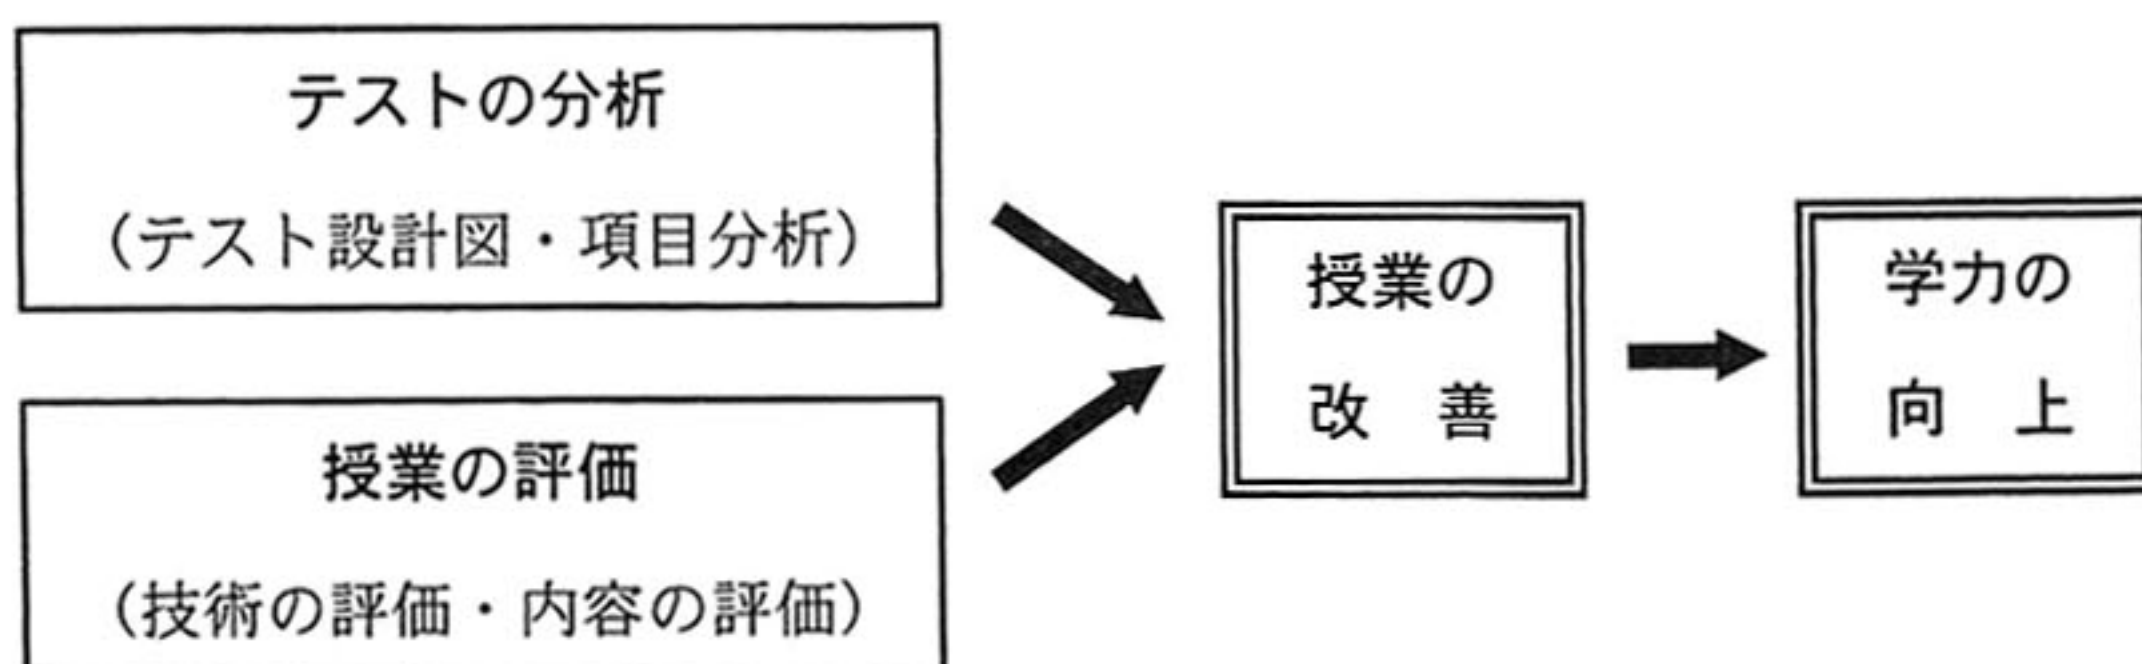 テストの分析
（テスト設計図・項目分析）
授業の評価
（技術の評価・内容の評価）
授業の
改　善
学力の
向　上